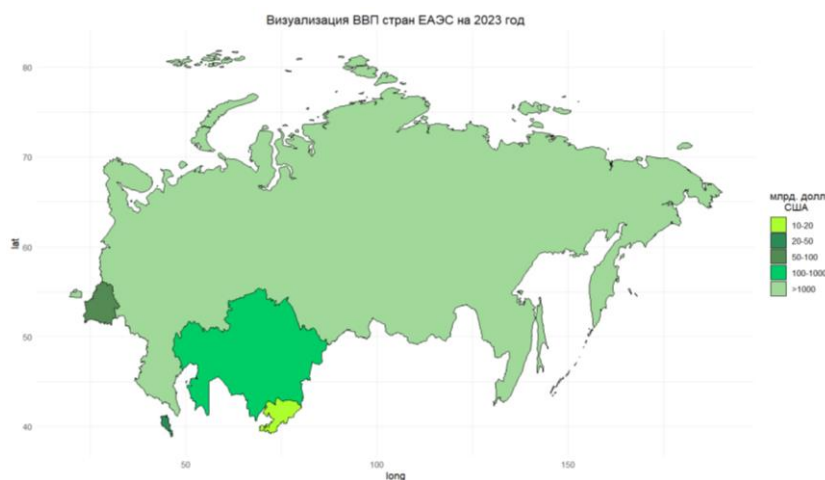 Визуализация ВВП стран ЕАЭС на 2023 год
80
70
60
50
40
lat
50
100
150
long
млрд. долл
США
10-20
20-50
50-100
100-1000
>1000